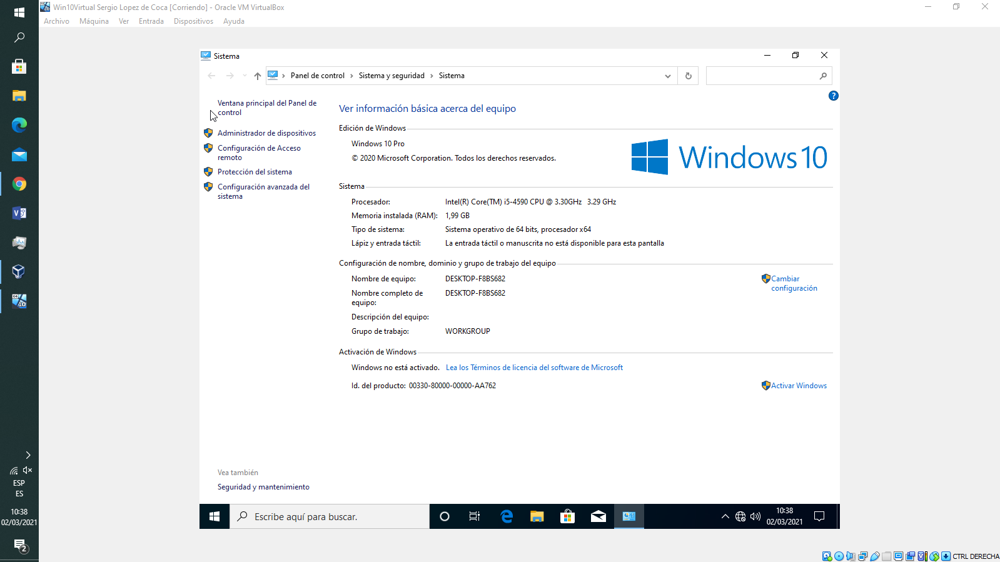 Win10Virtual Sergio Lopez de Coca [Corriendo] - Oracle VM VirtualBox
Archivo Máquina Ver Entrada Dispositivos Ayuda
Sistema
Panel de control › Sistema y seguridad › Sistema
Ventana principal del Panel de
control
Administrador de dispositivos
Configuración de Acceso
remoto
Protección del sistema
Configuración avanzada del
sistema
Ver información básica acerca del equipo
Edición de Windows
Windows 10 Pro
© 2020 Microsoft Corporation. Todos los derechos reservados.
Windows 10
Sistema
Procesador: Intel(R) Core(TM) i5-4590 CPU @ 3.30GHz 3.29 GHz
Memoria instalada (RAM): 1,99 GB
Tipo de sistema: Sistema operativo de 64 bits, procesador x64
Lápiz y entrada táctil: La entrada táctil o manuscrita no está disponible para esta pantalla
Configuración de nombre, dominio y grupo de trabajo del equipo
Nombre de equipo: DESKTOP-F8BS682
Cambiar
configuración
Nombre completo de
equipo:
DESKTOP-F8BS682
Descripción del equipo:
Grupo de trabajo: WORKGROUP
Activación de Windows
Windows no está activado. Lea los Términos de licencia del software de Microsoft
Id. del producto: 00330-80000-00000-AA762
Activar Windows
Vea también
Seguridad y mantenimiento
Escribe aquí para buscar.
10:38
02/03/2021
ESP
ES
10:38
02/03/2021
2
CTRL DERECHA